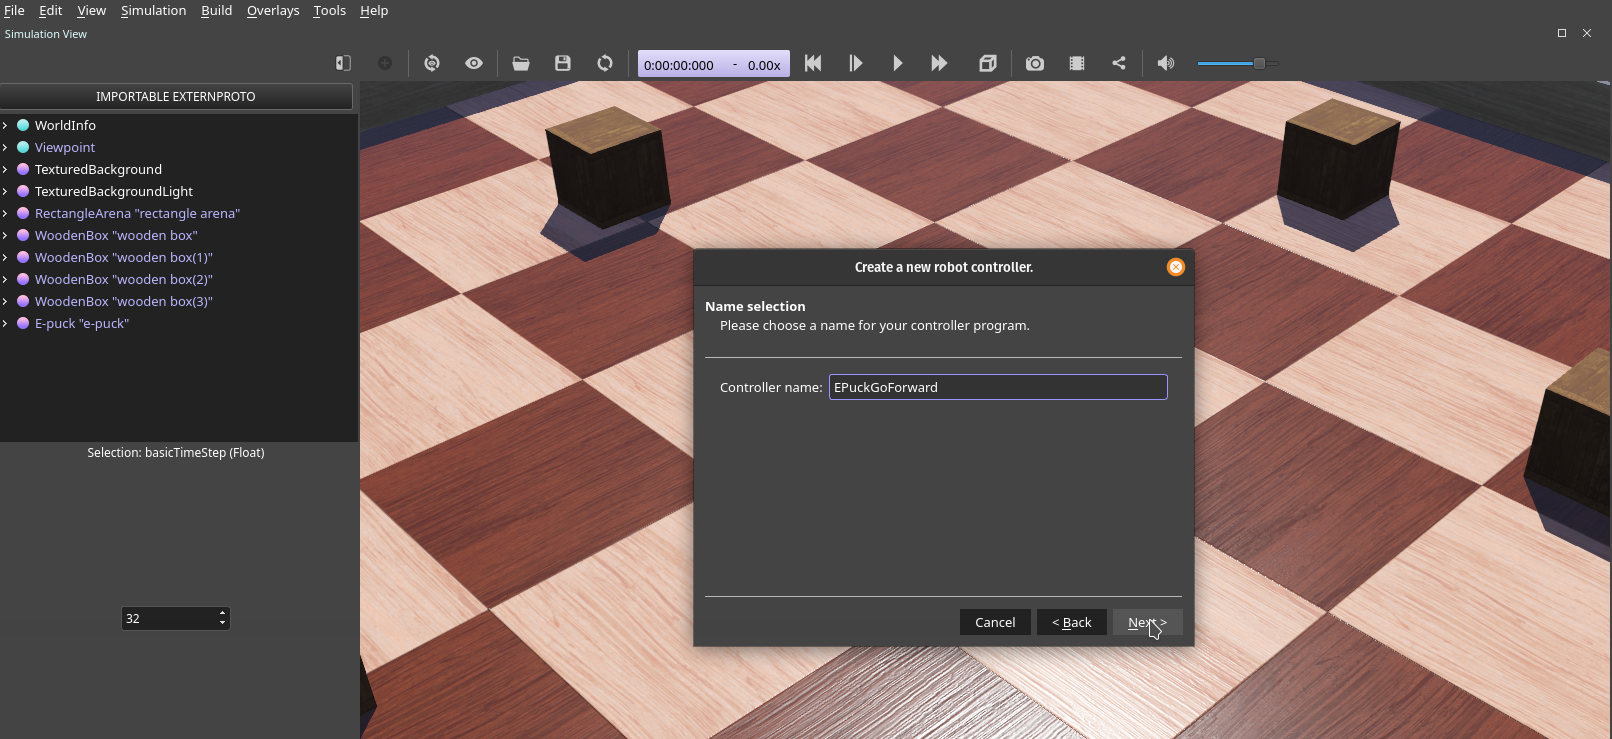 File Edit View Simulation Build Overlays Tools Help
Simulation View
0:00:00:000 - 0.00x
IMPORTABLE EXTERNPROTO
WorldInfo
Viewpoint
TexturedBackground
TexturedBackgroundLight
RectangleArena "rectangle arena"
WoodenBox "wooden box"
WoodenBox "wooden box(1)"
WoodenBox "wooden box(2)"
WoodenBox "wooden box(3)"
E-puck "e-puck"
Selection: basicTimeStep (Float)
32
Create a new robot controller.
Name selection
Please choose a name for your controller program.
Controller name: EPuckGoForward
Cancel < Back Next >